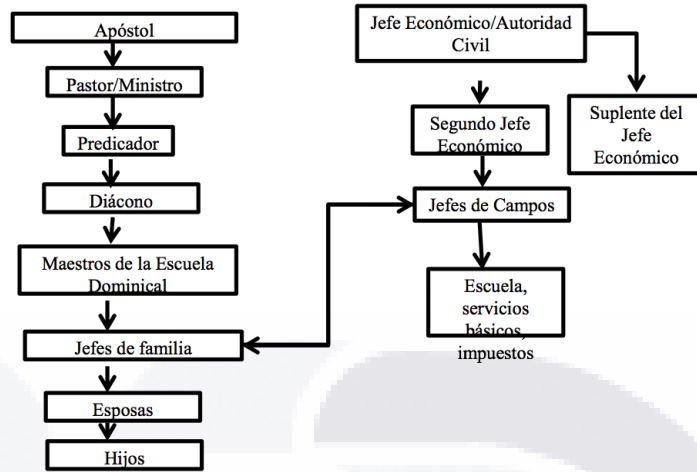 Apóstol
Pastor/Ministro
Predicador
Diácono
Maestros de la Escuela
Dominical
Jefes de familia
Esposas
Hijos
Jefe Económico/Autoridad
Civil
Segundo Jefe
Económico
Suplente del
Jefe
Económico
Jefes de Campos
Escuela,
servicios
básicos,
impuestos